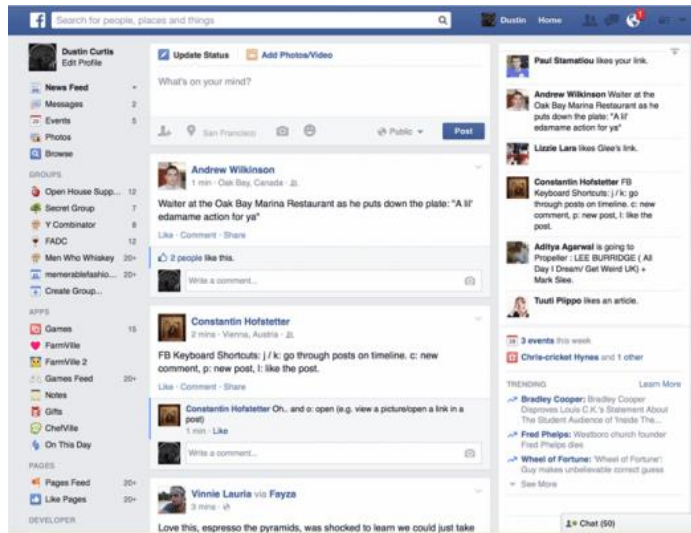 f
Search for people, places and things
Dustin Home
1
Dustin Curtis
Edit Profile
News Feed
Messages 2
Events 5
Photos
Browse
GROUPS
Open House Supp... 12
Secret Group 7
Y Combinator 8
FADC 12
Men Who Whiskey 20+
memorablefashio... 20+
Create Group...
APPS
Games 15
FarmVille
FarmVille 2
Games Feed 20+
Notes
Gifts
ChefVille
On This Day
PAGES
Pages Feed 20+
Like Pages 20+
DEVELOPER
Update Status Add Photos/Video
What's on your mind?
San Francisco
Public Post
Andrew Wilkinson
1 min · Oak Bay, Canada ·
Waiter at the Oak Bay Marina Restaurant as he puts down the plate: "A lil'
edamame action for ya"
Like · Comment · Share
2 people like this.
Write a comment...
Constantin Hofstetter
2 mins · Vienna, Austria ·
FB Keyboard Shortcuts: j / k: go through posts on timeline. c: new
comment, p: new post, l: like the post.
Like · Comment · Share
Constantin Hofstetter Oh.. and o: open (e.g. view a picture/open a link in a
post)
1 min · Like
Write a comment...
Vinnie Lauria via Fayza
3 mins ·
Love this, espresso the pyramids, was shocked to learn we could just take
Paul Stamatiou likes your link.
Andrew Wilkinson Waiter at the
Oak Bay Marina Restaurant as he
puts down the plate: "A lil'
edamame action for ya"
Lizzie Lara likes Glee's link.
Constantin Hofstetter FB
Keyboard Shortcuts: j / k: go
through posts on timeline. c: new
comment, p: new post, l: like the
post.
Aditya Agarwal is going to
Propeller : LEE BURRIDGE ( All
Day I Dream/ Get Weird UK) +
Mark Slee.
Tuuti Piippo likes an article.
3 events this week
Chris-cricket Hynes and 1 other
TRENDING Learn More
Bradley Cooper: Bradley Cooper
Disproves Louis C.K.'s Statement About
The Student Audience of 'Inside The...
Fred Phelps: Westboro church founder
Fred Phelps dies
Wheel of Fortune: 'Wheel of Fortune':
Guy makes unbelievable correct guess
See More
Chat (50)